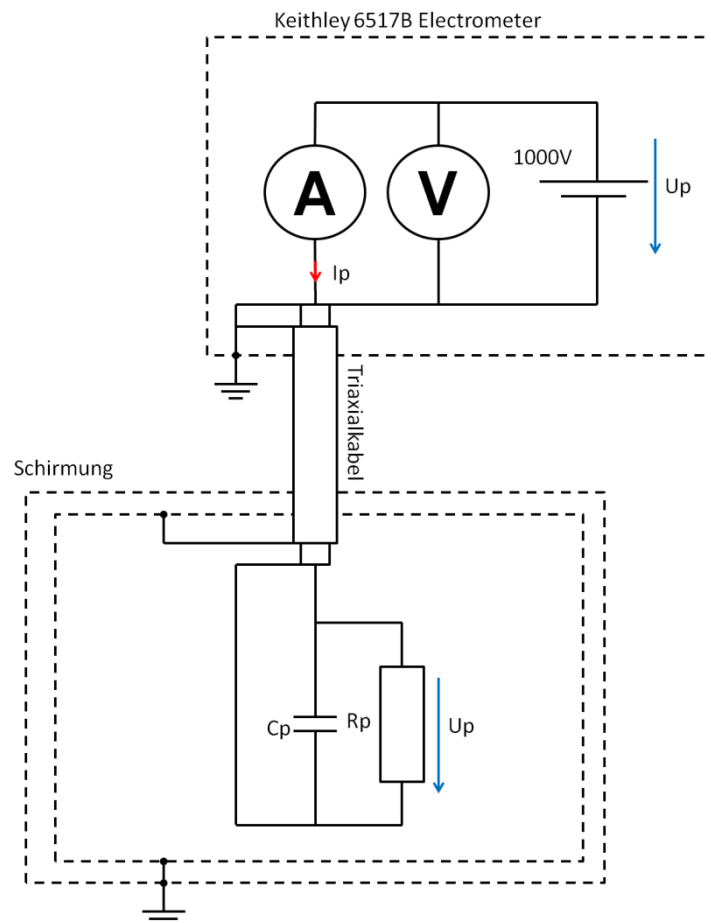 Keithley 6517B Electrometer
1000V
A
V
Up
Ip
Triaxialkabel
Schirmung
Cp
Rp
Up